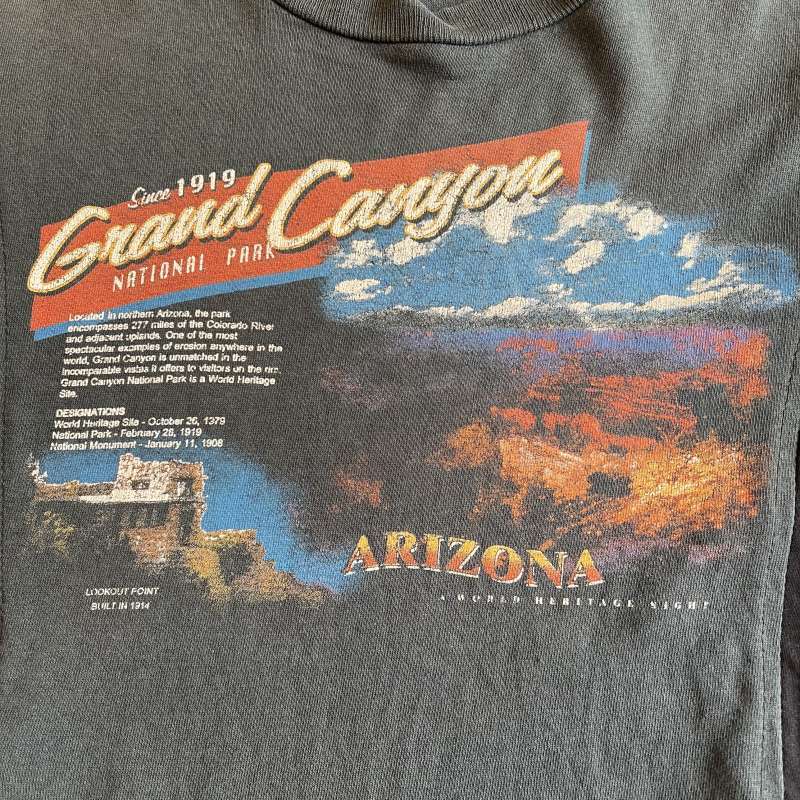 Since 1919
Grand Canyon
NATIONAL PARK
Located in northern Arizona, the park
encompasses 277 miles of the Colorado River
and adjacent uplands. One of the most
spectacular examples of erosion anywhere in the
world, Grand Canyon is unmatched in the
incomparable vistas it offers to visitors on the rim.
Grand Canyon National Park is a World Heritage
Site.
DESIGNATIONS
World Heritage Site - October 26, 1979
National Park - February 26, 1919
National Monument - January 11, 1908
LOOKOUT POINT
BUILT IN 1914
ARIZONA
A WORLD HERITAGE SIGHT